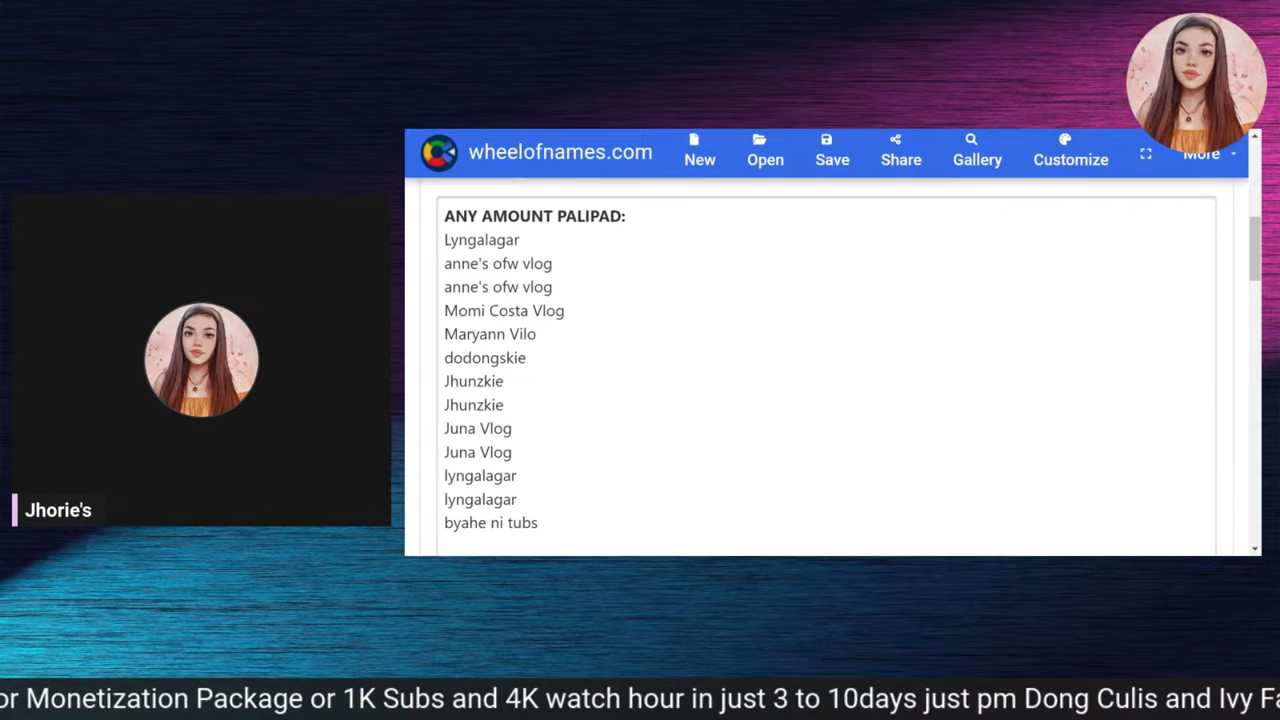 wheelofnames.com
New
Open
Save
Share
Gallery
Customize
More
ANY AMOUNT PALIPAD:
Lyngalagar
anne's ofw vlog
anne's ofw vlog
Momi Costa Vlog
Maryann Vilo
dodongskie
Jhunzkie
Jhunzkie
Juna Vlog
Juna Vlog
lyngalagar
lyngalagar
byahe ni tubs
Jhorie's
or Monetization Package or 1K Subs and 4K watch hour in just 3 to 10days just pm Dong Culis and Ivy Fa